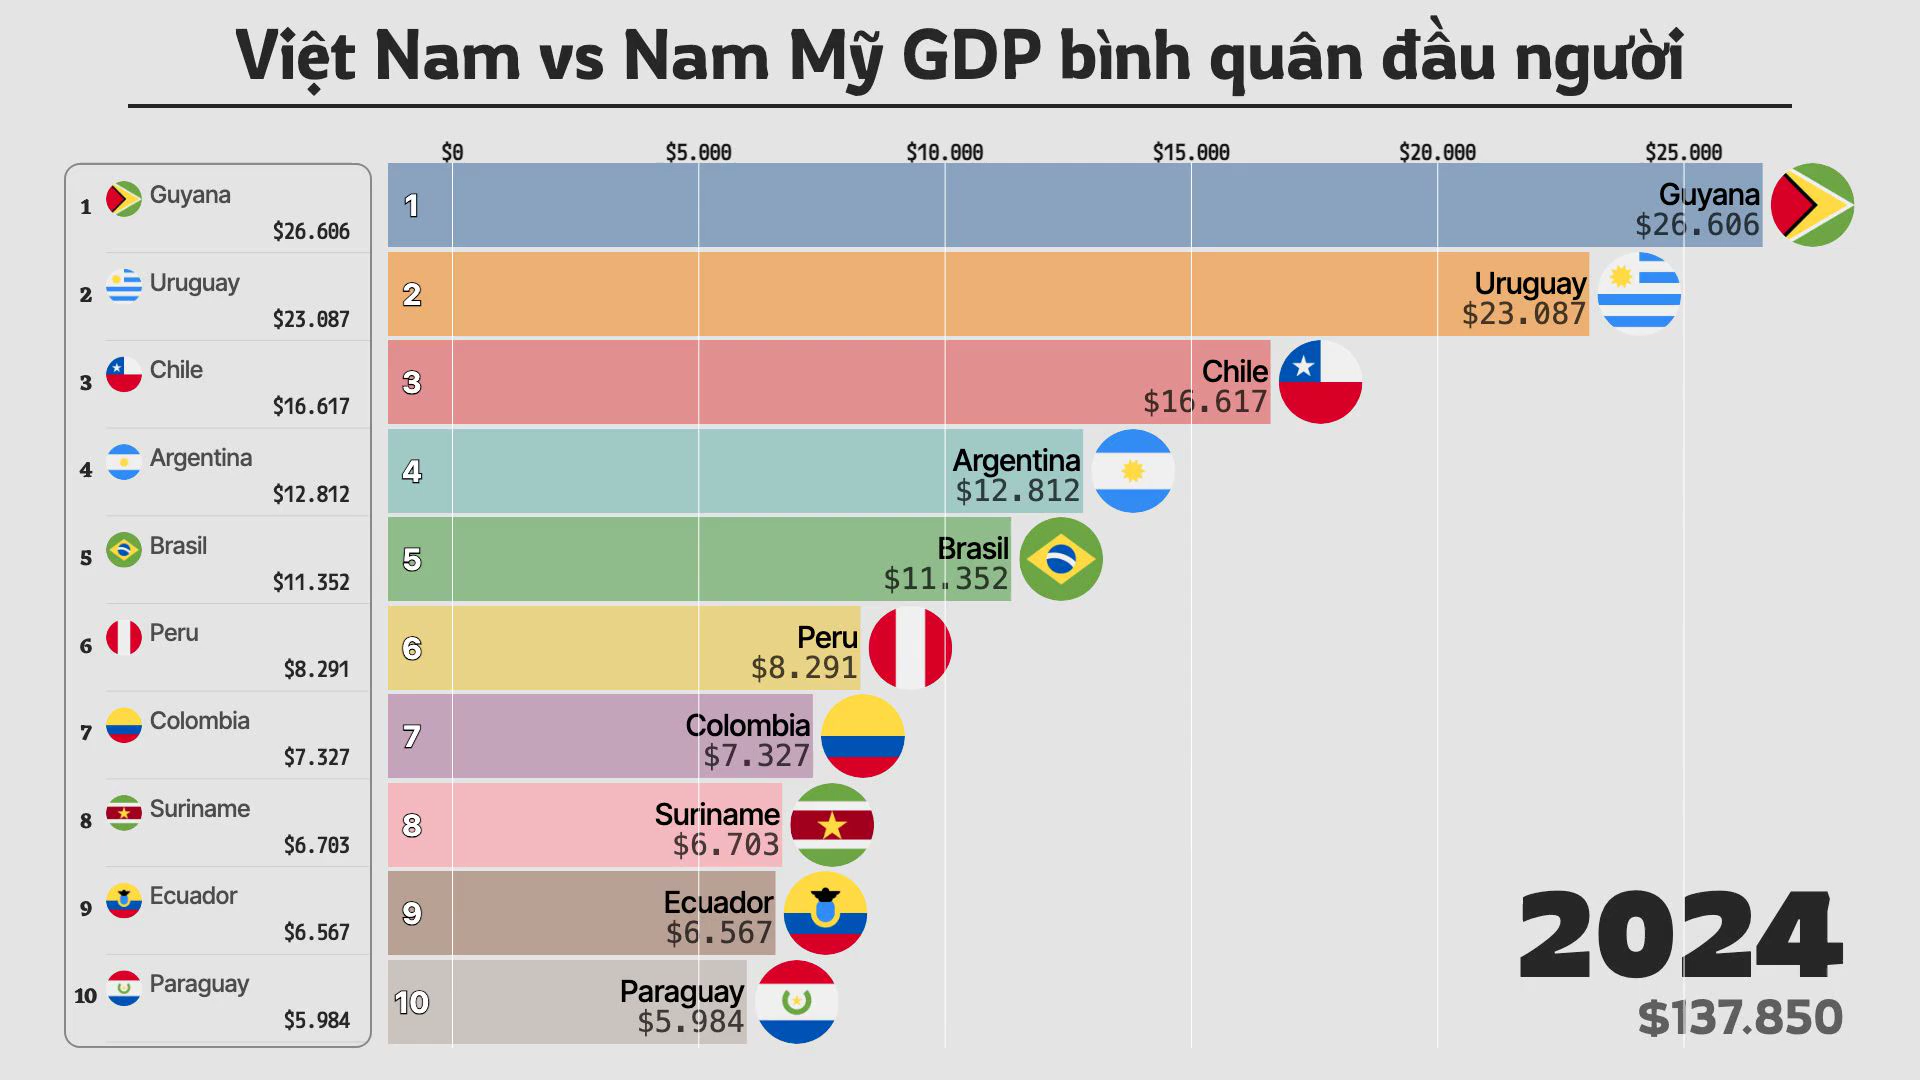 Việt Nam vs Nam Mỹ GDP bình quân đầu người
$0 $5.000 $10.000 $15.000 $20.000 $25.000
1 Guyana
$26.606
2 Uruguay
$23.087
3 Chile
$16.617
4 Argentina
$12.812
5 Brasil
$11.352
6 Peru
$8.291
7 Colombia
$7.327
8 Suriname
$6.703
9 Ecuador
$6.567
10 Paraguay
$5.984
1 Guyana
$26.606
2 Uruguay
$23.087
3 Chile
$16.617
4 Argentina
$12.812
5 Brasil
$11.352
6 Peru
$8.291
7 Colombia
$7.327
8 Suriname
$6.703
9 Ecuador
$6.567
10 Paraguay
$5.984
2024
$137.850